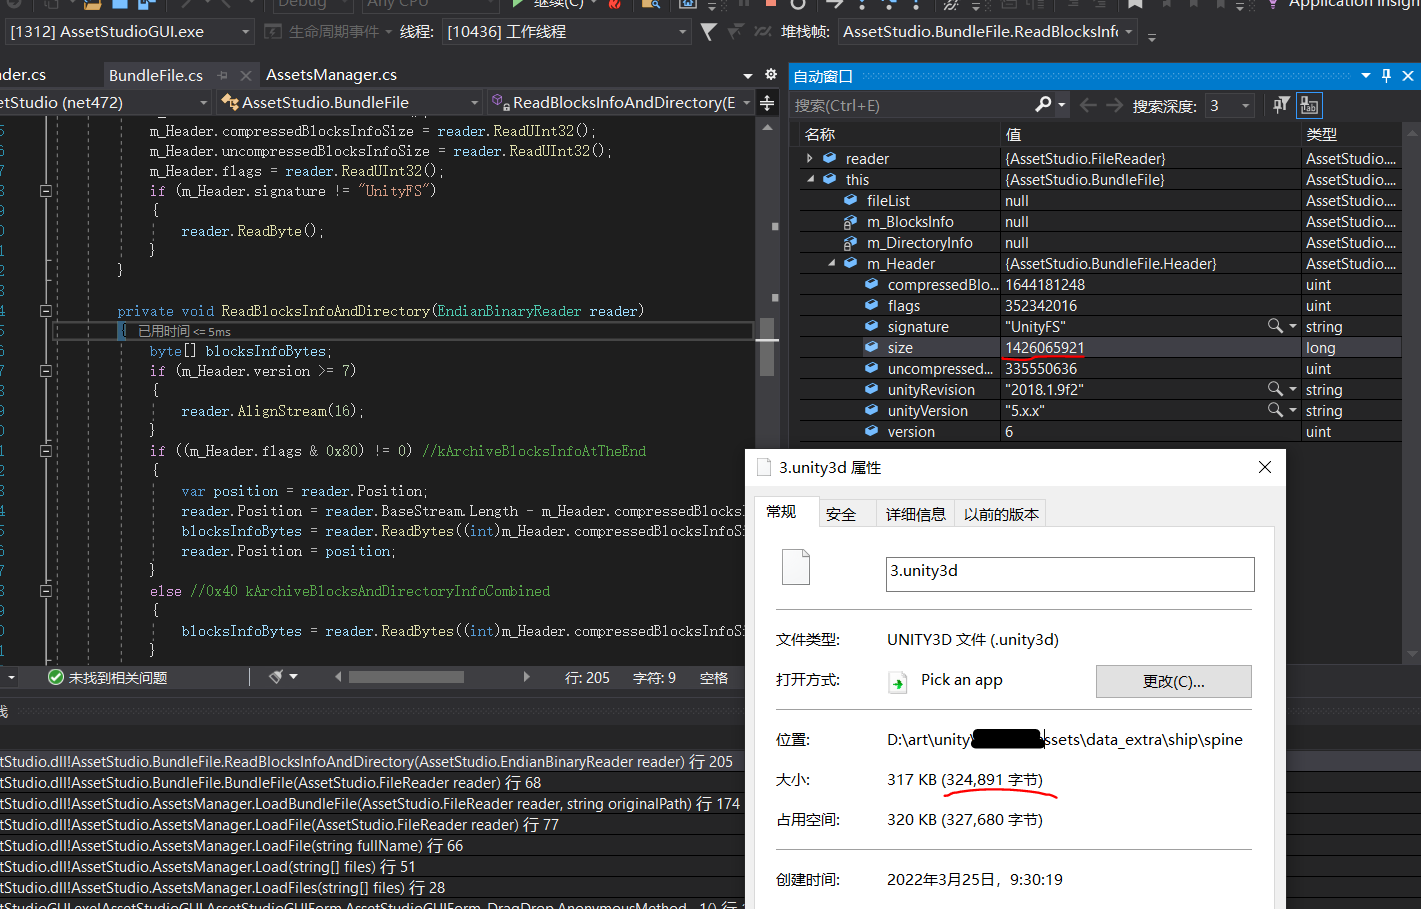 Debug
Any CPU
继续(C)
Application Insigh
[1312] AssetStudioGUI.exe
生命周期事件
线程:
[10436] 工作线程
堆栈帧:
AssetStudio.BundleFile.ReadBlocksInfo
der.cs
BundleFile.cs
AssetsManager.cs
etStudio (net472)
AssetStudio.BundleFile
ReadBlocksInfoAndDirectory(E
m_Header.compressedBlocksInfoSize = reader.ReadUInt32();
m_Header.uncompressedBlocksInfoSize = reader.ReadUInt32();
m_Header.flags = reader.ReadUInt32();
if (m_Header.signature != "UnityFS")
{
reader.ReadByte();
}
}
private void ReadBlocksInfoAndDirectory(EndianBinaryReader reader)
{ 已用时间 <= 5ms
byte[] blocksInfoBytes;
if (m_Header.version >= 7)
{
reader.AlignStream(16);
}
if ((m_Header.flags & 0x80) != 0) //kArchiveBlocksInfoAtTheEnd
{
var position = reader.Position;
reader.Position = reader.BaseStream.Length - m_Header.compressedBlocksI
blocksInfoBytes = reader.ReadBytes((int)m_Header.compressedBlocksInfoSi
reader.Position = position;
}
else //0x40 kArchiveBlocksAndDirectoryInfoCombined
{
blocksInfoBytes = reader.ReadBytes((int)m_Header.compressedBlocksInfoSi
}
未找到相关问题
行: 205
字符: 9
空格
栈
tStudio.dll!AssetStudio.BundleFile.ReadBlocksInfoAndDirectory(AssetStudio.EndianBinaryReader reader) 行 205
tStudio.dll!AssetStudio.BundleFile.BundleFile(AssetStudio.FileReader reader) 行 68
tStudio.dll!AssetStudio.AssetsManager.LoadBundleFile(AssetStudio.FileReader reader, string originalPath) 行 174
tStudio.dll!AssetStudio.AssetsManager.LoadFile(AssetStudio.FileReader reader) 行 77
tStudio.dll!AssetStudio.AssetsManager.LoadFile(string fullName) 行 66
tStudio.dll!AssetStudio.AssetsManager.Load(string[] files) 行 51
tStudio.dll!AssetStudio.AssetsManager.LoadFiles(string[] files) 行 28
自动窗口
搜索(Ctrl+E)
搜索深度: 3
名称 值 类型
reader {AssetStudio.FileReader} AssetStudio....
this {AssetStudio.BundleFile} AssetStudio....
fileList null AssetStudio....
m_BlocksInfo null AssetStudio....
m_DirectoryInfo null AssetStudio....
m_Header {AssetStudio.BundleFile.Header} AssetStudio....
compressedBlo... 1644181248 uint
flags 352342016 uint
signature "UnityFS" string
size 1426065921 long
uncompressed... 335550636 uint
unityRevision "2018.1.9f2" string
unityVersion "5.x.x" string
version 6 uint
3.unity3d 属性
常规 安全 详细信息 以前的版本
3.unity3d
文件类型: UNITY3D 文件 (.unity3d)
打开方式: Pick an app 更改(C)...
位置: D:\art\unity\ ssets\data_extra\ship\spine
大小: 317 KB (324,891 字节)
占用空间: 320 KB (327,680 字节)
创建时间: 2022年3月25日，9:30:19